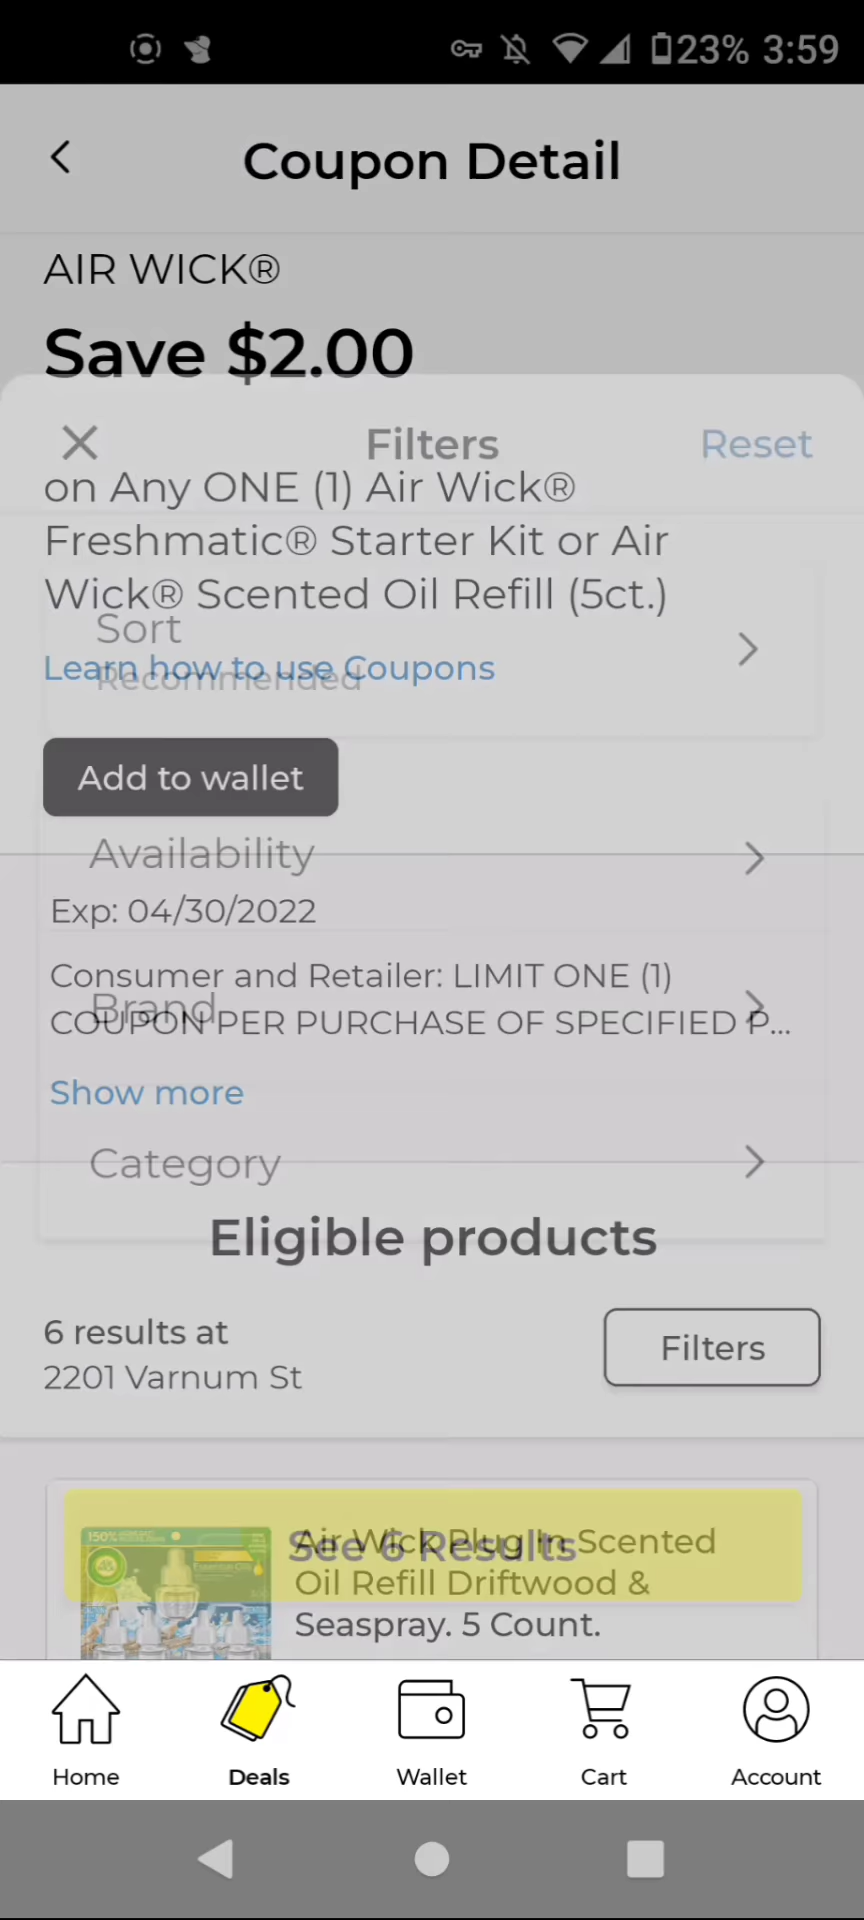 23% 3:59
Coupon Detail
AIR WICK®
Save $2.00
Filters
Reset
on Any ONE (1) Air Wick®
Freshmatic® Starter Kit or Air
Wick® Scented Oil Refill (5ct.)
Sort
Learn how to use Coupons
Recommended
Add to wallet
Availability
Exp: 04/30/2022
Consumer and Retailer: LIMIT ONE (1)
Brand
COUPON PER PURCHASE OF SPECIFIED P...
Show more
Category
Eligible products
6 results at
2201 Varnum St
Filters
150%
See 6 Results
Air Wick Plug In Scented
Oil Refill Driftwood &
Seaspray. 5 Count.
Home
Deals
Wallet
Cart
Account